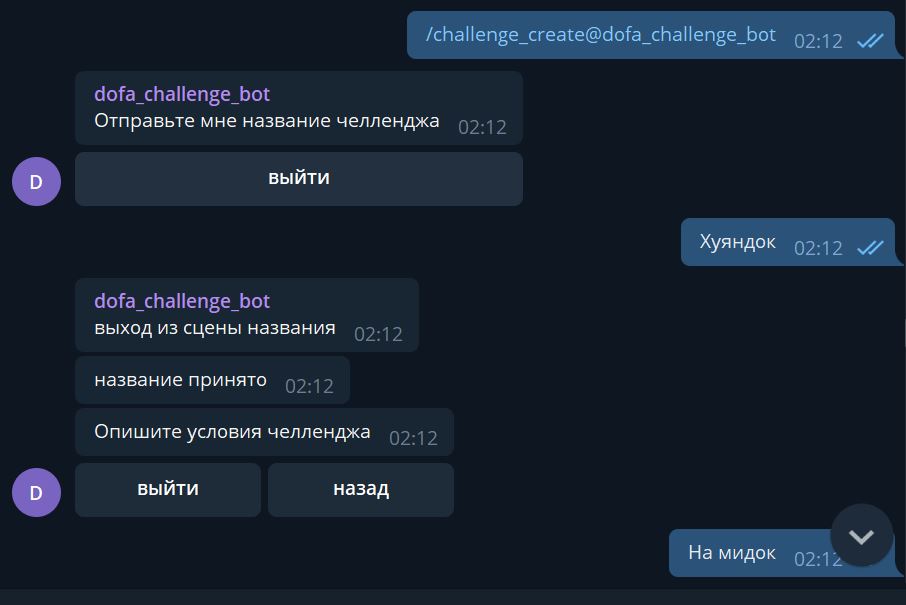 /challenge_create@dofa_challenge_bot 02:12
dofa_challenge_bot
Отправьте мне название челленджа 02:12
выйти
D
Хуяндок 02:12
dofa_challenge_bot
выход из сцены названия 02:12
название принято 02:12
Опишите условия челленджа 02:12
выйти назад
D
На мидок 02:12